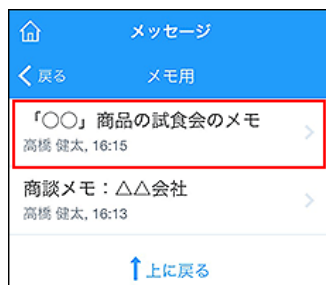 メッセージ
戻る
メモ用
「○○」商品の試食会のメモ
高橋 健太, 16:15
商談メモ：△△会社
高橋 健太, 16:13
上に戻る